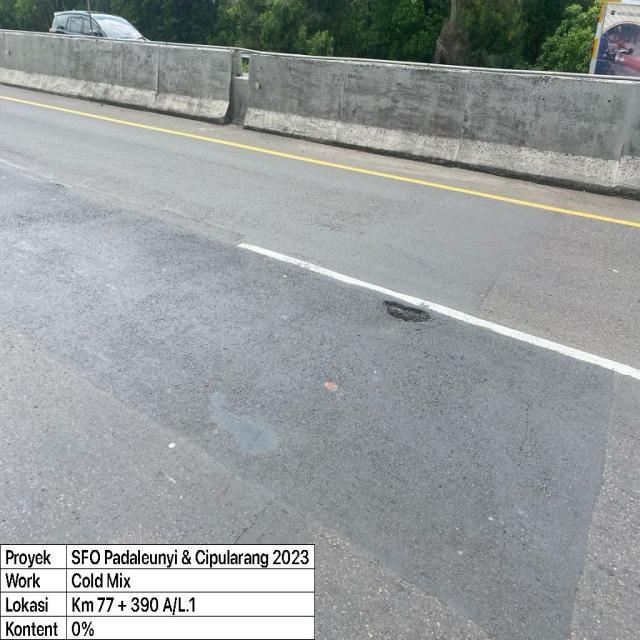 Proyek SFO Padaleunyi & Cipularang 2023
Work Cold Mix
Lokasi Km 77 + 390 A/L.1
Kontent 0%